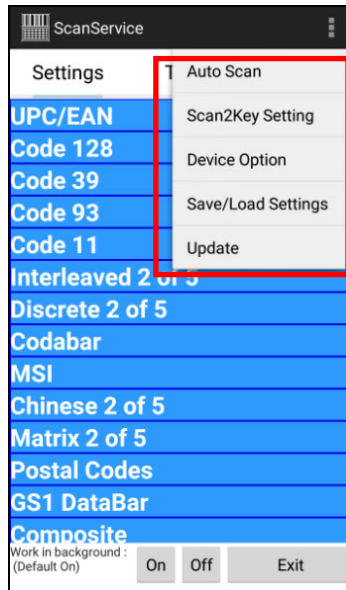 ScanService
Settings
T
Auto Scan
Scan2Key Setting
Device Option
Save/Load Settings
Update
UPC/EAN
Code 128
Code 39
Code 93
Code 11
Interleaved 2 of 5
Discrete 2 of 5
Codabar
MSI
Chinese 2 of 5
Matrix 2 of 5
Postal Codes
GS1 DataBar
Composite
Work in background :
(Default On)
On
Off
Exit